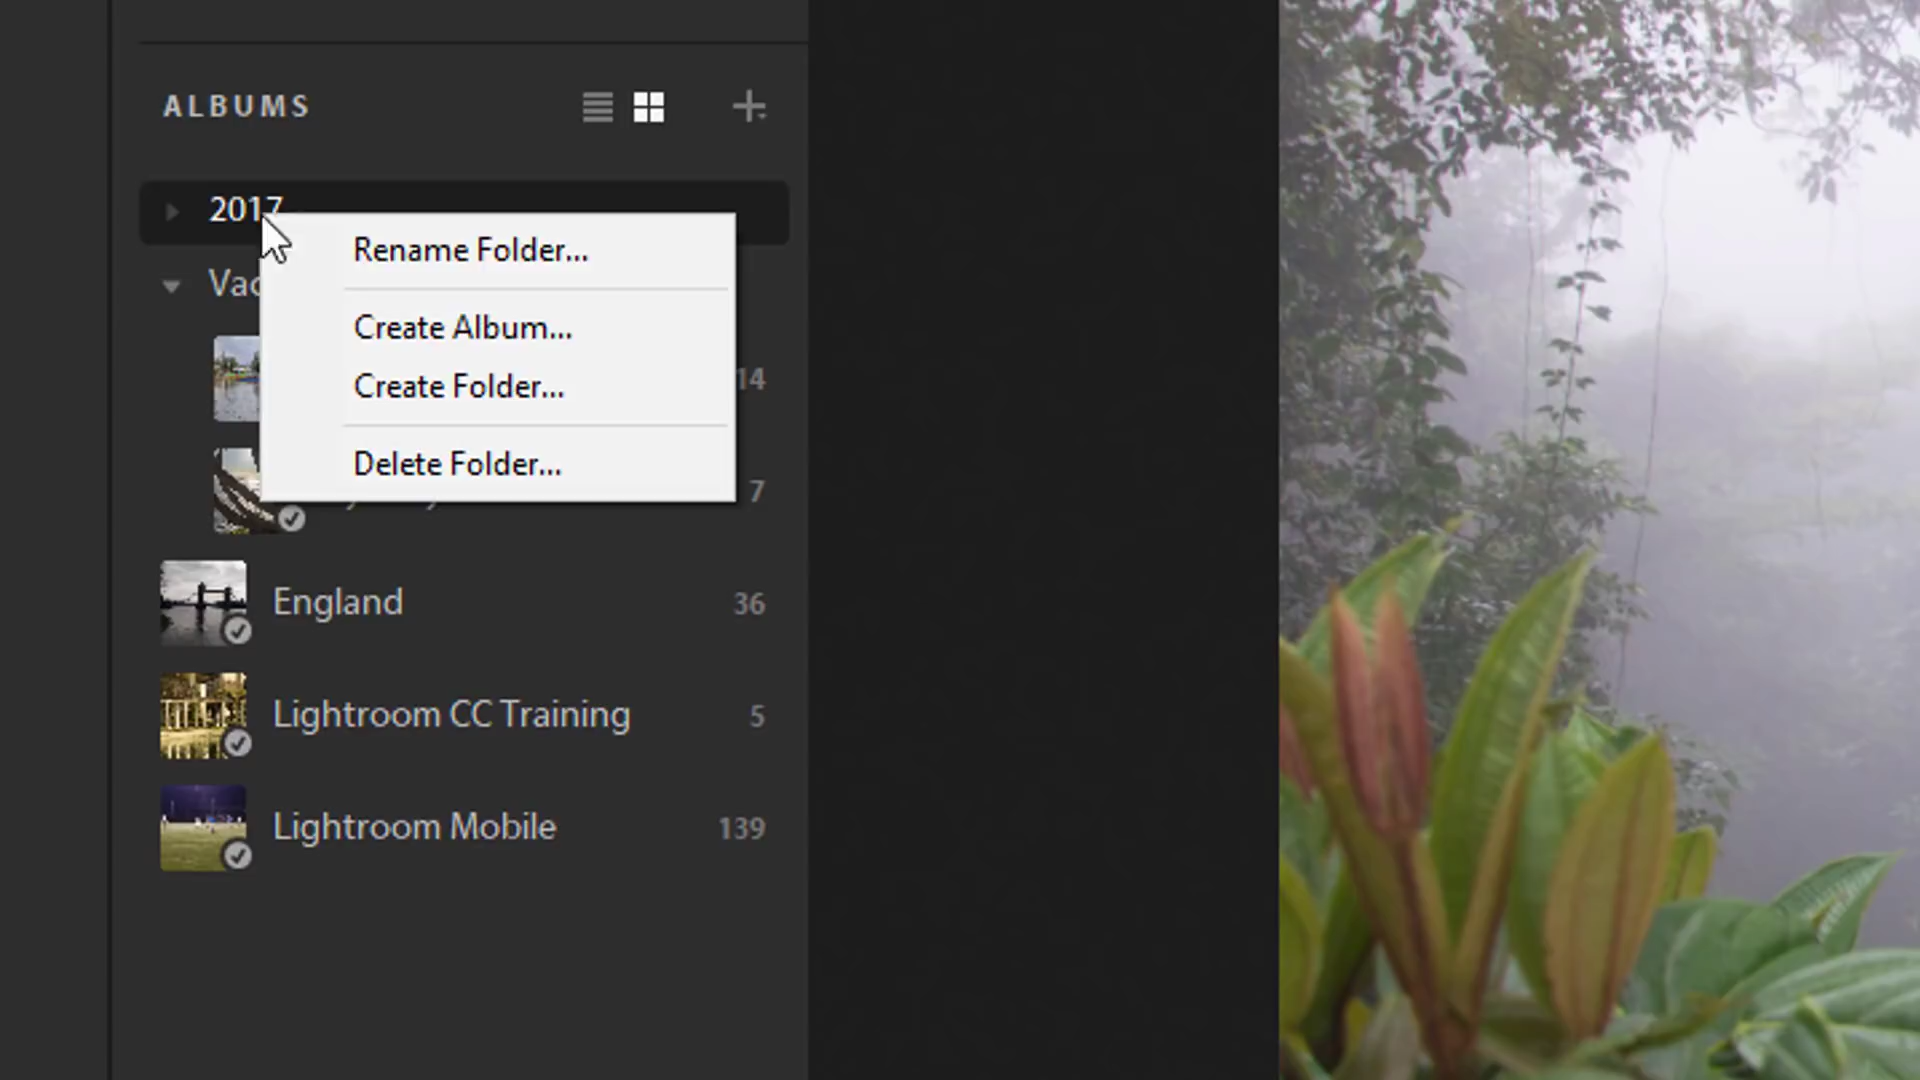 ALBUMS
2017
Rename Folder...
Create Album...
Create Folder...
14
Delete Folder...
7
England 36
Lightroom CC Training 5
Lightroom Mobile 139